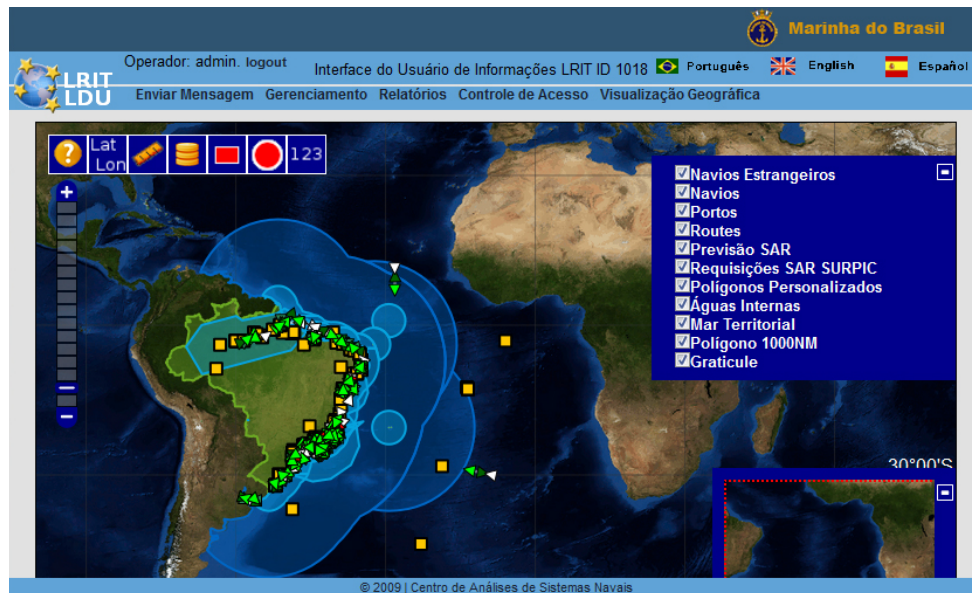 Marinha do Brasil
LRIT
LDU
Operador: admin. logout
Interface do Usuário de Informações LRIT ID 1018
Português
English
Español
Enviar Mensagem Gerenciamento Relatórios Controle de Acesso Visualização Geográfica
?
Lat
Lon
123
Navios Estrangeiros
Navios
Portos
Routes
Previsão SAR
Requisições SAR SURPIC
Polígonos Personalizados
Águas Internas
Mar Territorial
Polígono 1000NM
Graticule
30°00'S
© 2009 | Centro de Análises de Sistemas Navais